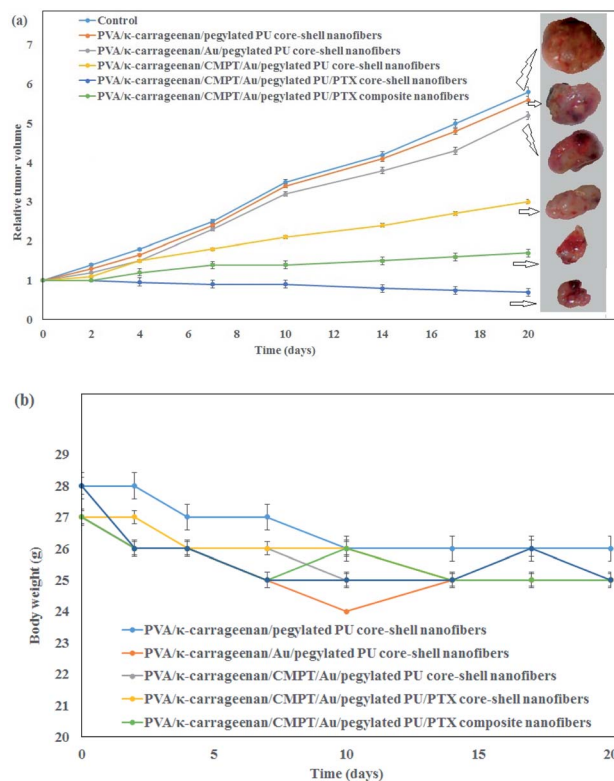 (a)
Control
PVA/κ-carrageenan/pegylated PU core-shell nanofibers
PVA/κ-carrageenan/Au/pegylated PU core-shell nanofibers
PVA/κ-carrageenan/CMPT/Au/pegylated PU core-shell nanofibers
PVA/κ-carrageenan/CMPT/Au/pegylated PU/PTX core-shell nanofibers
PVA/κ-carrageenan/CMPT/Au/pegylated PU/PTX composite nanofibers
Relative tumor volume
7
6
5
4
3
2
1
0
0 2 4 6 8 10 12 14 16 18 20
Time (days)
(b)
Body weight (g)
29
28
27
26
25
24
23
22
21
20
PVA/κ-carrageenan/pegylated PU core-shell nanofibers
PVA/κ-carrageenan/Au/pegylated PU core-shell nanofibers
PVA/κ-carrageenan/CMPT/Au/pegylated PU core-shell nanofibers
PVA/κ-carrageenan/CMPT/Au/pegylated PU/PTX core-shell nanofibers
PVA/κ-carrageenan/CMPT/Au/pegylated PU/PTX composite nanofibers
0 5 10 15 20
Time (days)